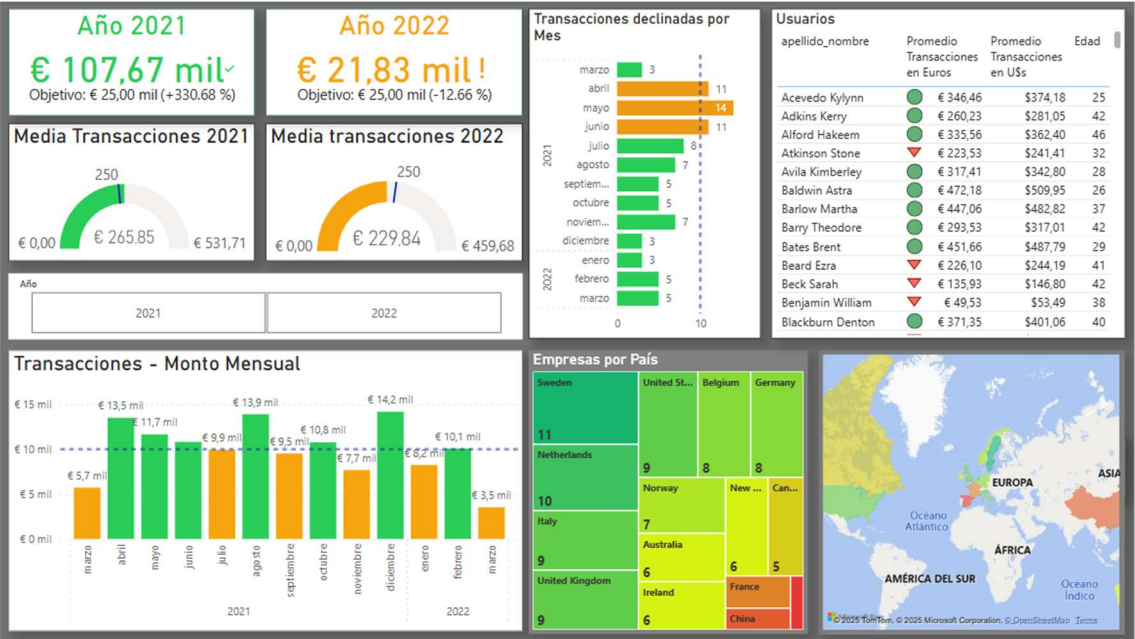 Año 2021
€ 107,67 mil✓
Objetivo: € 25,00 mil (+330.68 %)
Año 2022
€ 21,83 mil!
Objetivo: € 25,00 mil (-12.66 %)
Media Transacciones 2021
250
€ 0,00
€ 265,85
€ 531,71
Media transacciones 2022
250
€ 0,00
€ 229,84
€ 459,68
Año
2021
2022
Transacciones declinadas por
Mes
2021
marzo 3
abril 11
mayo 14
junio 11
julio 8
agosto 7
septiem... 5
octubre 5
noviem... 7
diciembre 3
2022
enero 3
febrero 5
marzo 5
0 10
Usuarios
apellido_nombre
Promedio
Transacciones
en Euros
Promedio
Transacciones
en U$s
Edad
Acevedo Kylynn € 346,46 $374,18 25
Adkins Kerry € 260,23 $281,05 42
Alford Hakeem € 335,56 $362,40 46
Atkinson Stone € 223,53 $241,41 32
Avila Kimberley € 317,41 $342,80 28
Baldwin Astra € 472,18 $509,95 26
Barlow Martha € 447,06 $482,82 37
Barry Theodore € 293,53 $317,01 42
Bates Brent € 451,66 $487,79 29
Beard Ezra € 226,10 $244,19 41
Beck Sarah € 135,93 $146,80 42
Benjamin William € 49,53 $53,49 38
Blackburn Denton € 371,35 $401,06 40
Transacciones - Monto Mensual
€ 15 mil
€ 10 mil
€ 5 mil
€ 0 mil
€ 5,7 mil
€ 13,5 mil
€ 11,7 mil
€ 9,9 mil
€ 13,9 mil
€ 9,5 mil
€ 10,8 mil
€ 7,7 mil
€ 14,2 mil
€ 8,2 mil
€ 10,1 mil
€ 3,5 mil
marzo
abril
mayo
junio
julio
agosto
septiembre
octubre
noviembre
diciembre
enero
febrero
marzo
2021
2022
Empresas por País
Sweden
11
Netherlands
10
Italy
9
United Kingdom
9
United St...
9
Belgium
8
Germany
8
Norway
7
Australia
6
Ireland
6
New ...
6
Can...
5
France
China
EUROPA
ASIA
Océano
Atlántico
ÁFRICA
AMÉRICA DEL SUR
Océano
Índico
© 2025 TomTom, © 2025 Microsoft Corporation, © OpenStreetMap Terms